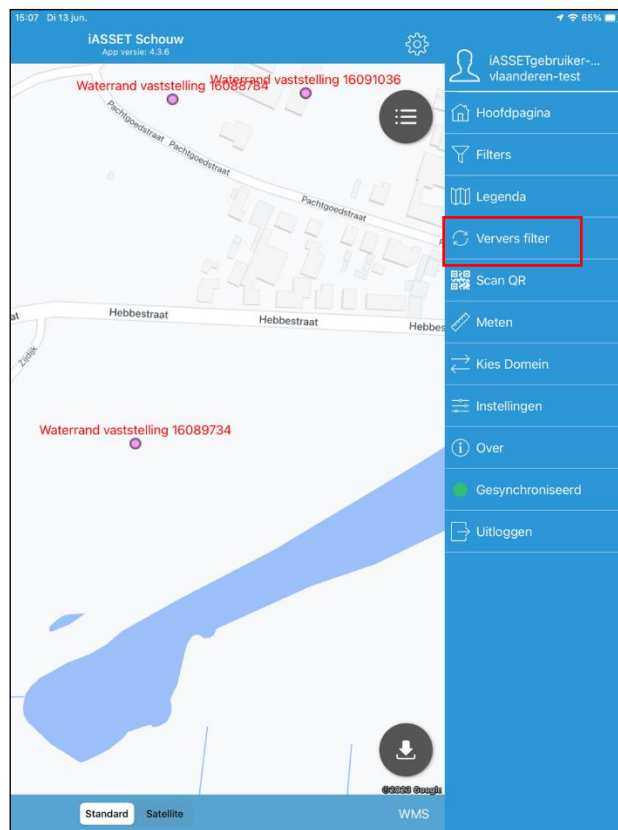 15:07 Di 13 jun.
65%
iASSET Schouw
App versie: 4.3.6
Waterrand vaststelling 16088784
Waterrand vaststelling 16091036
Pachtgoedstraat Pachtgoedstraat
Pachtgoedstraat
Hebbestraat
Hebbestraat
Hebbes
Zijdijk
Waterrand vaststelling 16089734
©2023 Google
Standard
Satellite
WMS
iASSETgebruiker-...
vlaanderen-test
Hoofdpagina
Filters
Legenda
Ververs filter
Scan QR
Meten
Kies Domein
Instellingen
Over
Gesynchroniseerd
Uitloggen